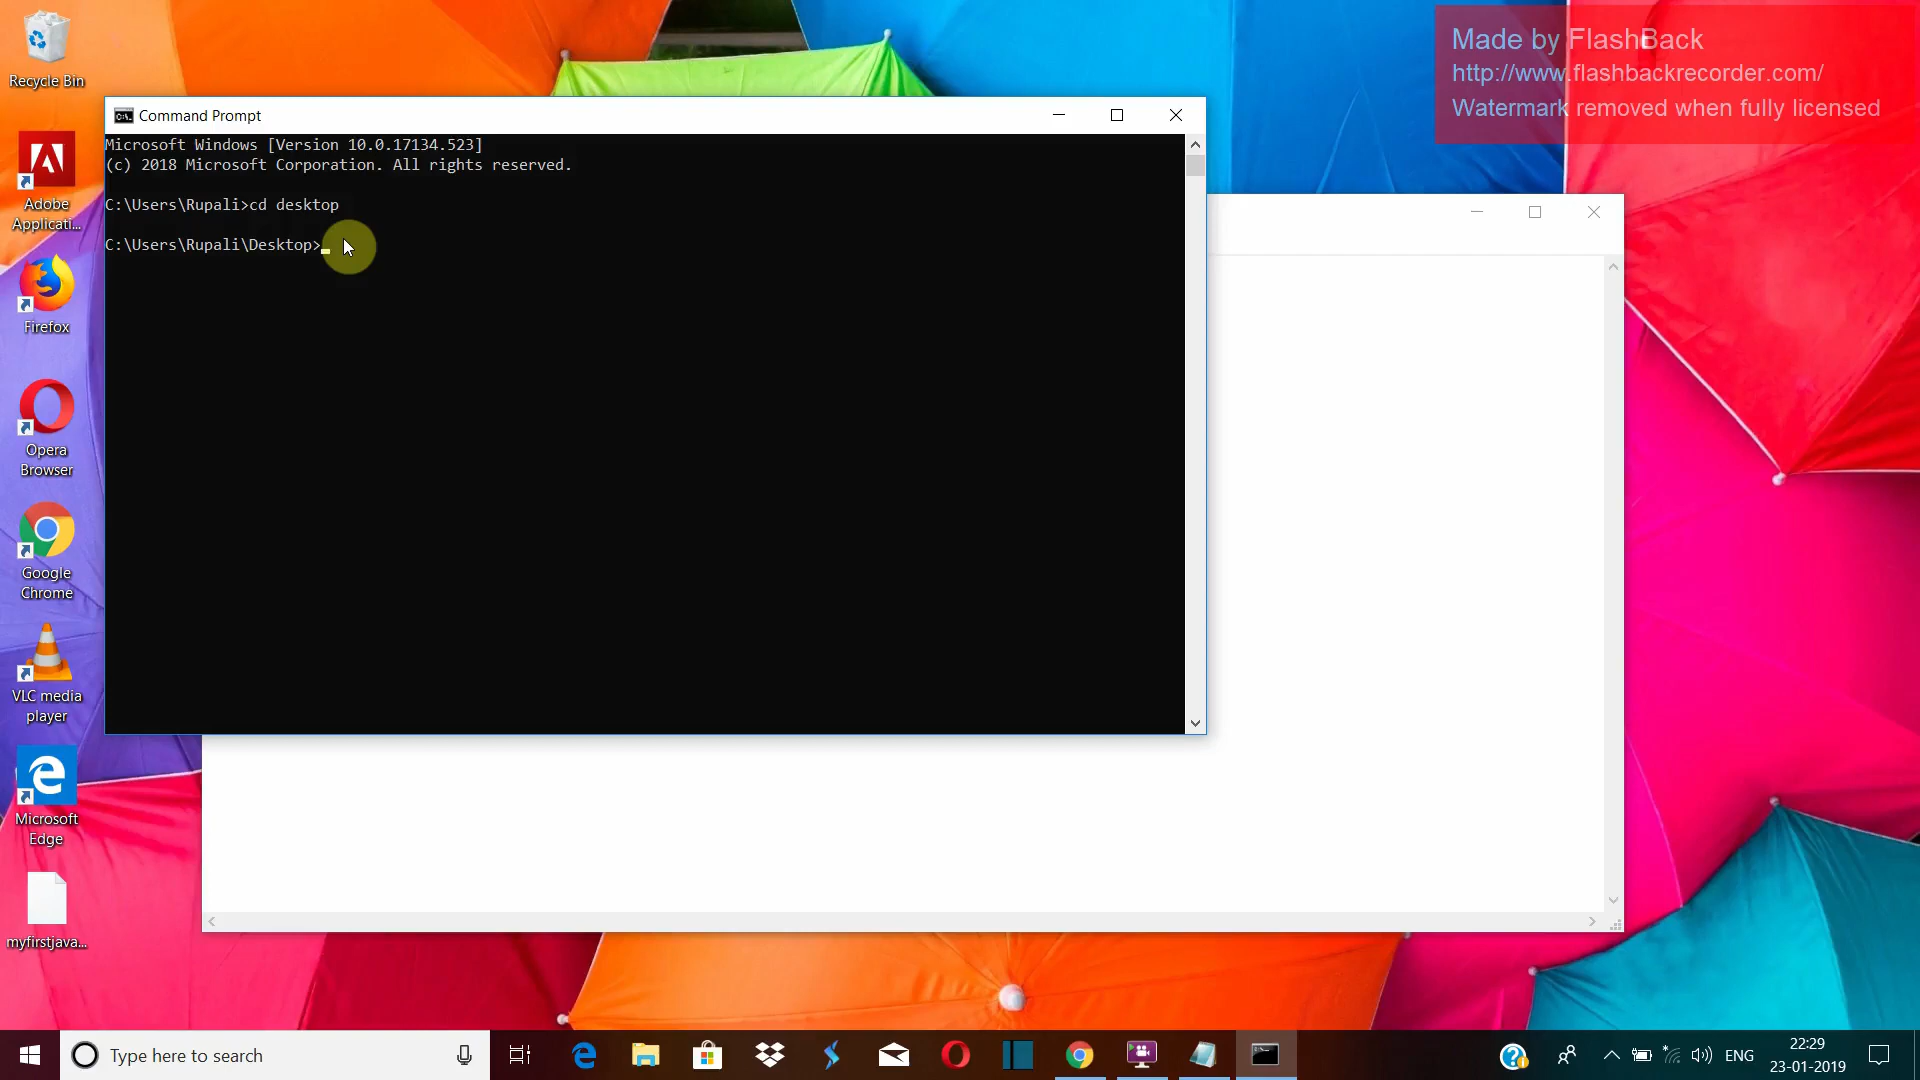 Recycle Bin
Adobe
Applicati...
Firefox
Opera
Browser
Google
Chrome
VLC media
player
Microsoft
Edge
myfirstjava...
Made by FlashBack
http://www.flashbackrecorder.com/
Watermark removed when fully licensed
Command Prompt
Microsoft Windows [Version 10.0.17134.523]
(c) 2018 Microsoft Corporation. All rights reserved.
C:\Users\Rupali>cd desktop
C:\Users\Rupali\Desktop>
Type here to search
ENG
22:29
23-01-2019